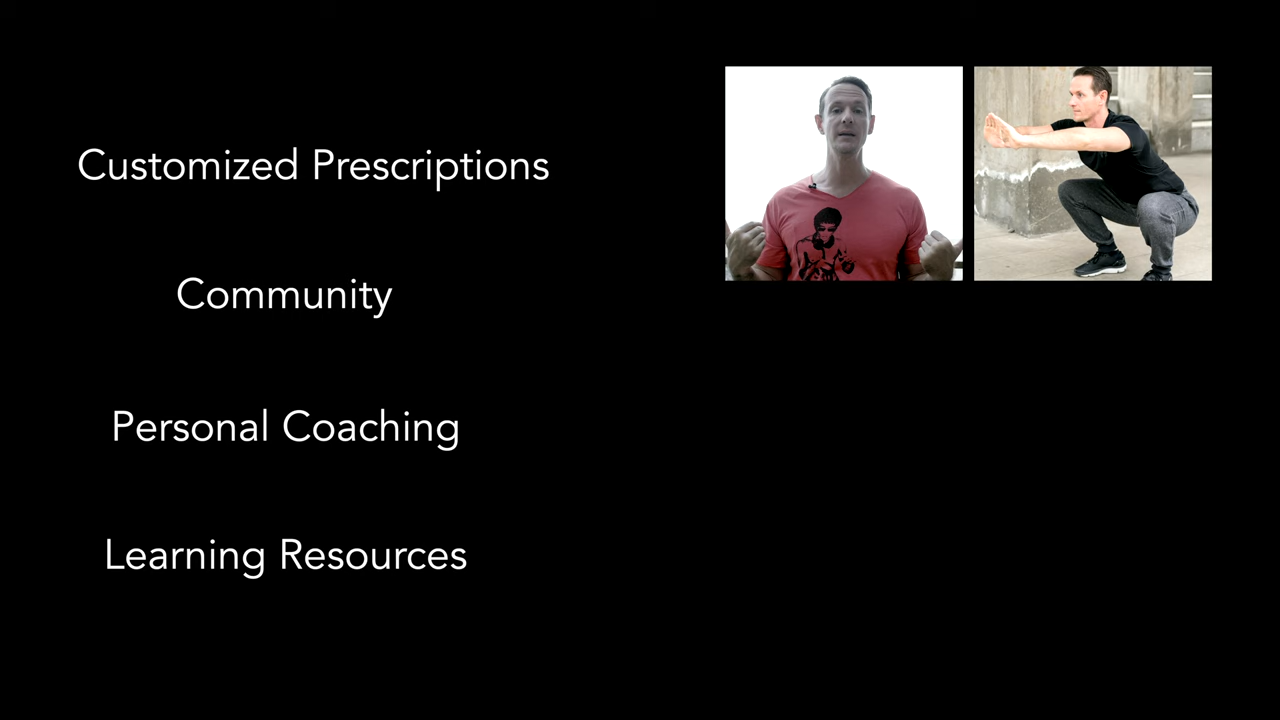 Customized Prescriptions
Community
Personal Coaching
Learning Resources